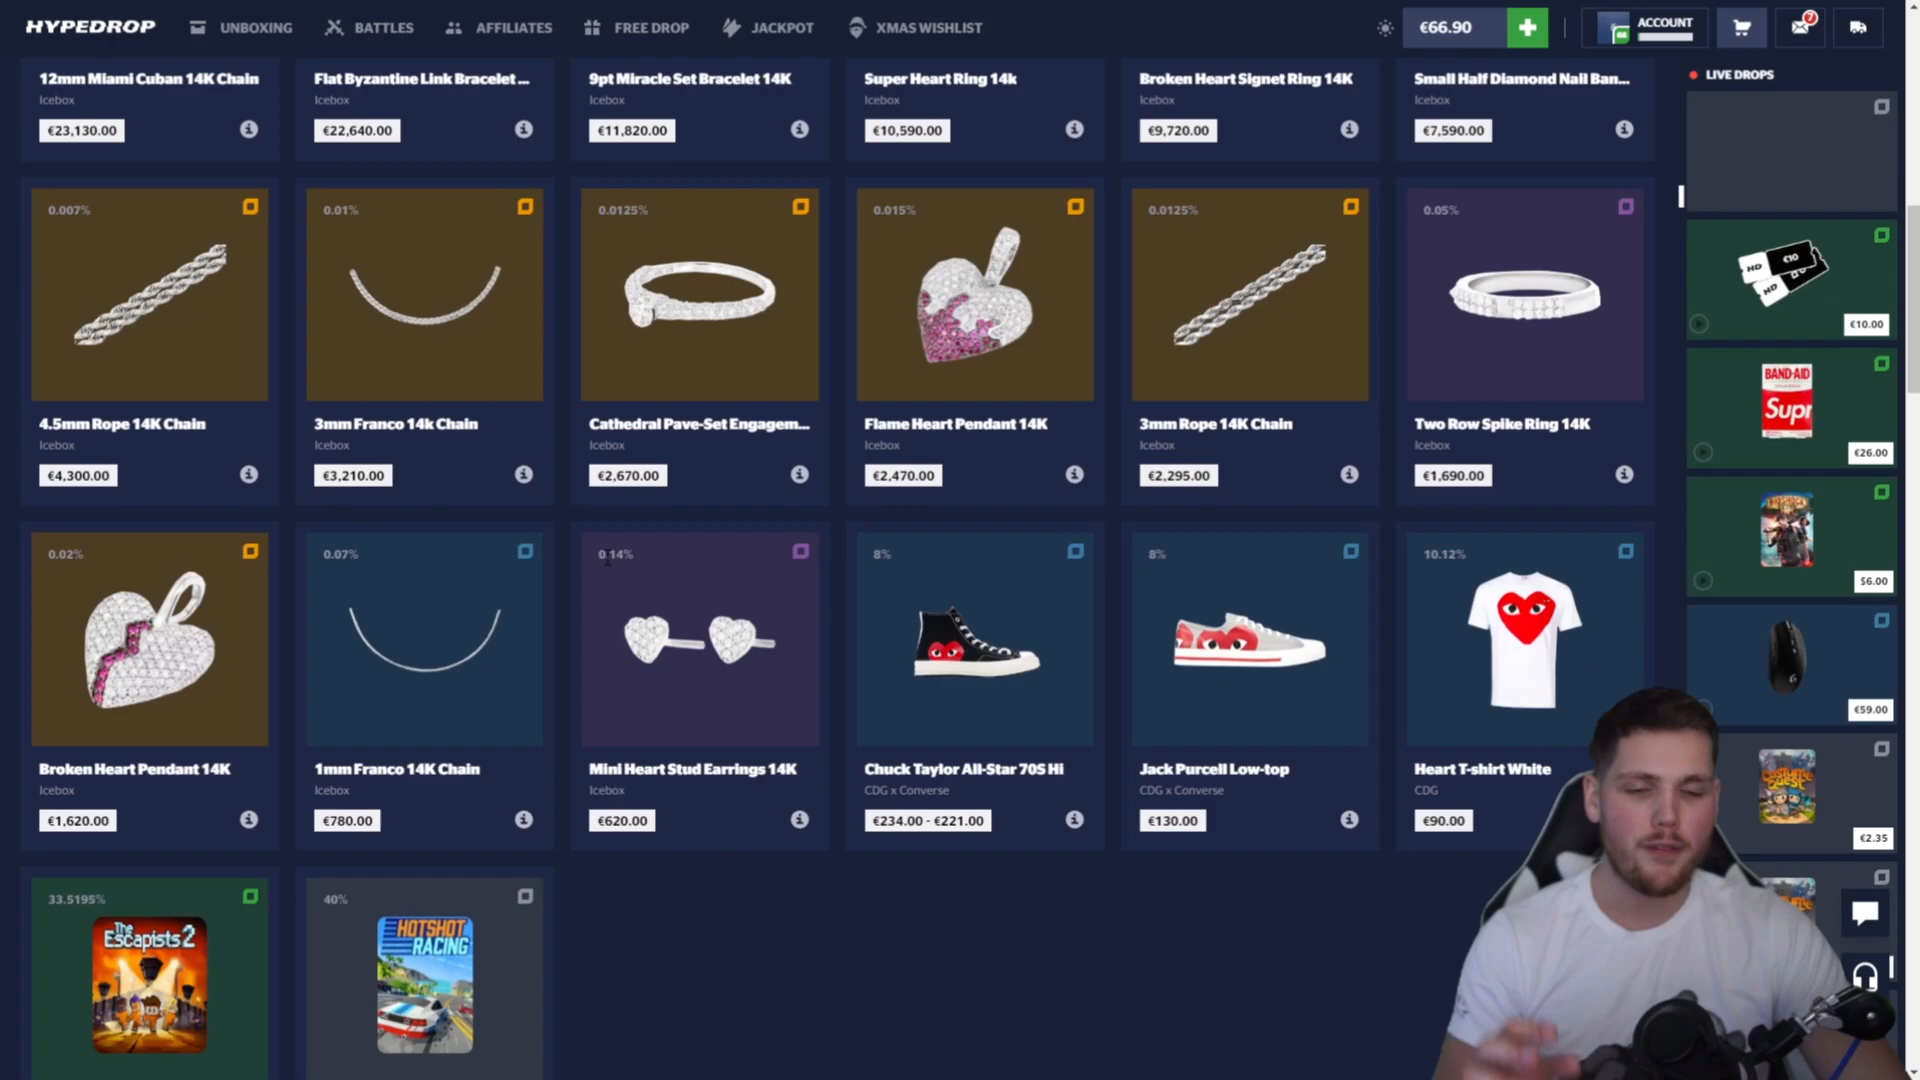 HYPEDROP UNBOXING BATTLES AFFILIATES FREE DROP JACKPOT XMAS WISHLIST €66.90 ACCOUNT 7
LIVE DROPS
12mm Miami Cuban 14K Chain
Icebox
€23,130.00
Flat Byzantine Link Bracelet ...
Icebox
€22,640.00
9pt Miracle Set Bracelet 14K
Icebox
€11,820.00
Super Heart Ring 14k
Icebox
€10,590.00
Broken Heart Signet Ring 14K
Icebox
€9,720.00
Small Half Diamond Nail Ban...
Icebox
€7,590.00
0.007%
4.5mm Rope 14K Chain
Icebox
€4,300.00
0.01%
3mm Franco 14k Chain
Icebox
€3,210.00
0.0125%
Cathedral Pave-Set Engagem...
Icebox
€2,670.00
0.015%
Flame Heart Pendant 14K
Icebox
€2,470.00
0.0125%
3mm Rope 14K Chain
Icebox
€2,295.00
0.05%
Two Row Spike Ring 14K
Icebox
€1,690.00
0.02%
Broken Heart Pendant 14K
Icebox
€1,620.00
0.07%
1mm Franco 14K Chain
Icebox
€780.00
0.14%
Mini Heart Stud Earrings 14K
Icebox
€620.00
8%
Chuck Taylor All-Star 70S Hi
CDG x Converse
€234.00 - €221.00
8%
Jack Purcell Low-top
CDG x Converse
€130.00
10.12%
Heart T-shirt White
CDG
€90.00
33.5195%
The
Escapists 2
40%
HOTSHOT
RACING
HD €10
HD
€10.00
BAND-AID
Supr
€26.00
$6.00
€59.00
COSTUME
QUEST
€2.35